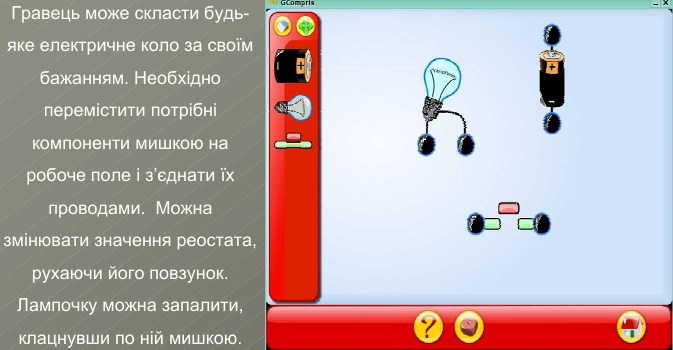 Гравець може скласти будь-
яке електричне коло за своїм
бажанням. Необхідно
перемістити потрібні
компоненти мишкою на
робоче поле і з’єднати їх
проводами. Можна
змінювати значення реостата,
рухаючи його повзунок.
Лампочку можна запалити,
клацнувши по ній мишкою.
GCompris
+
+
?